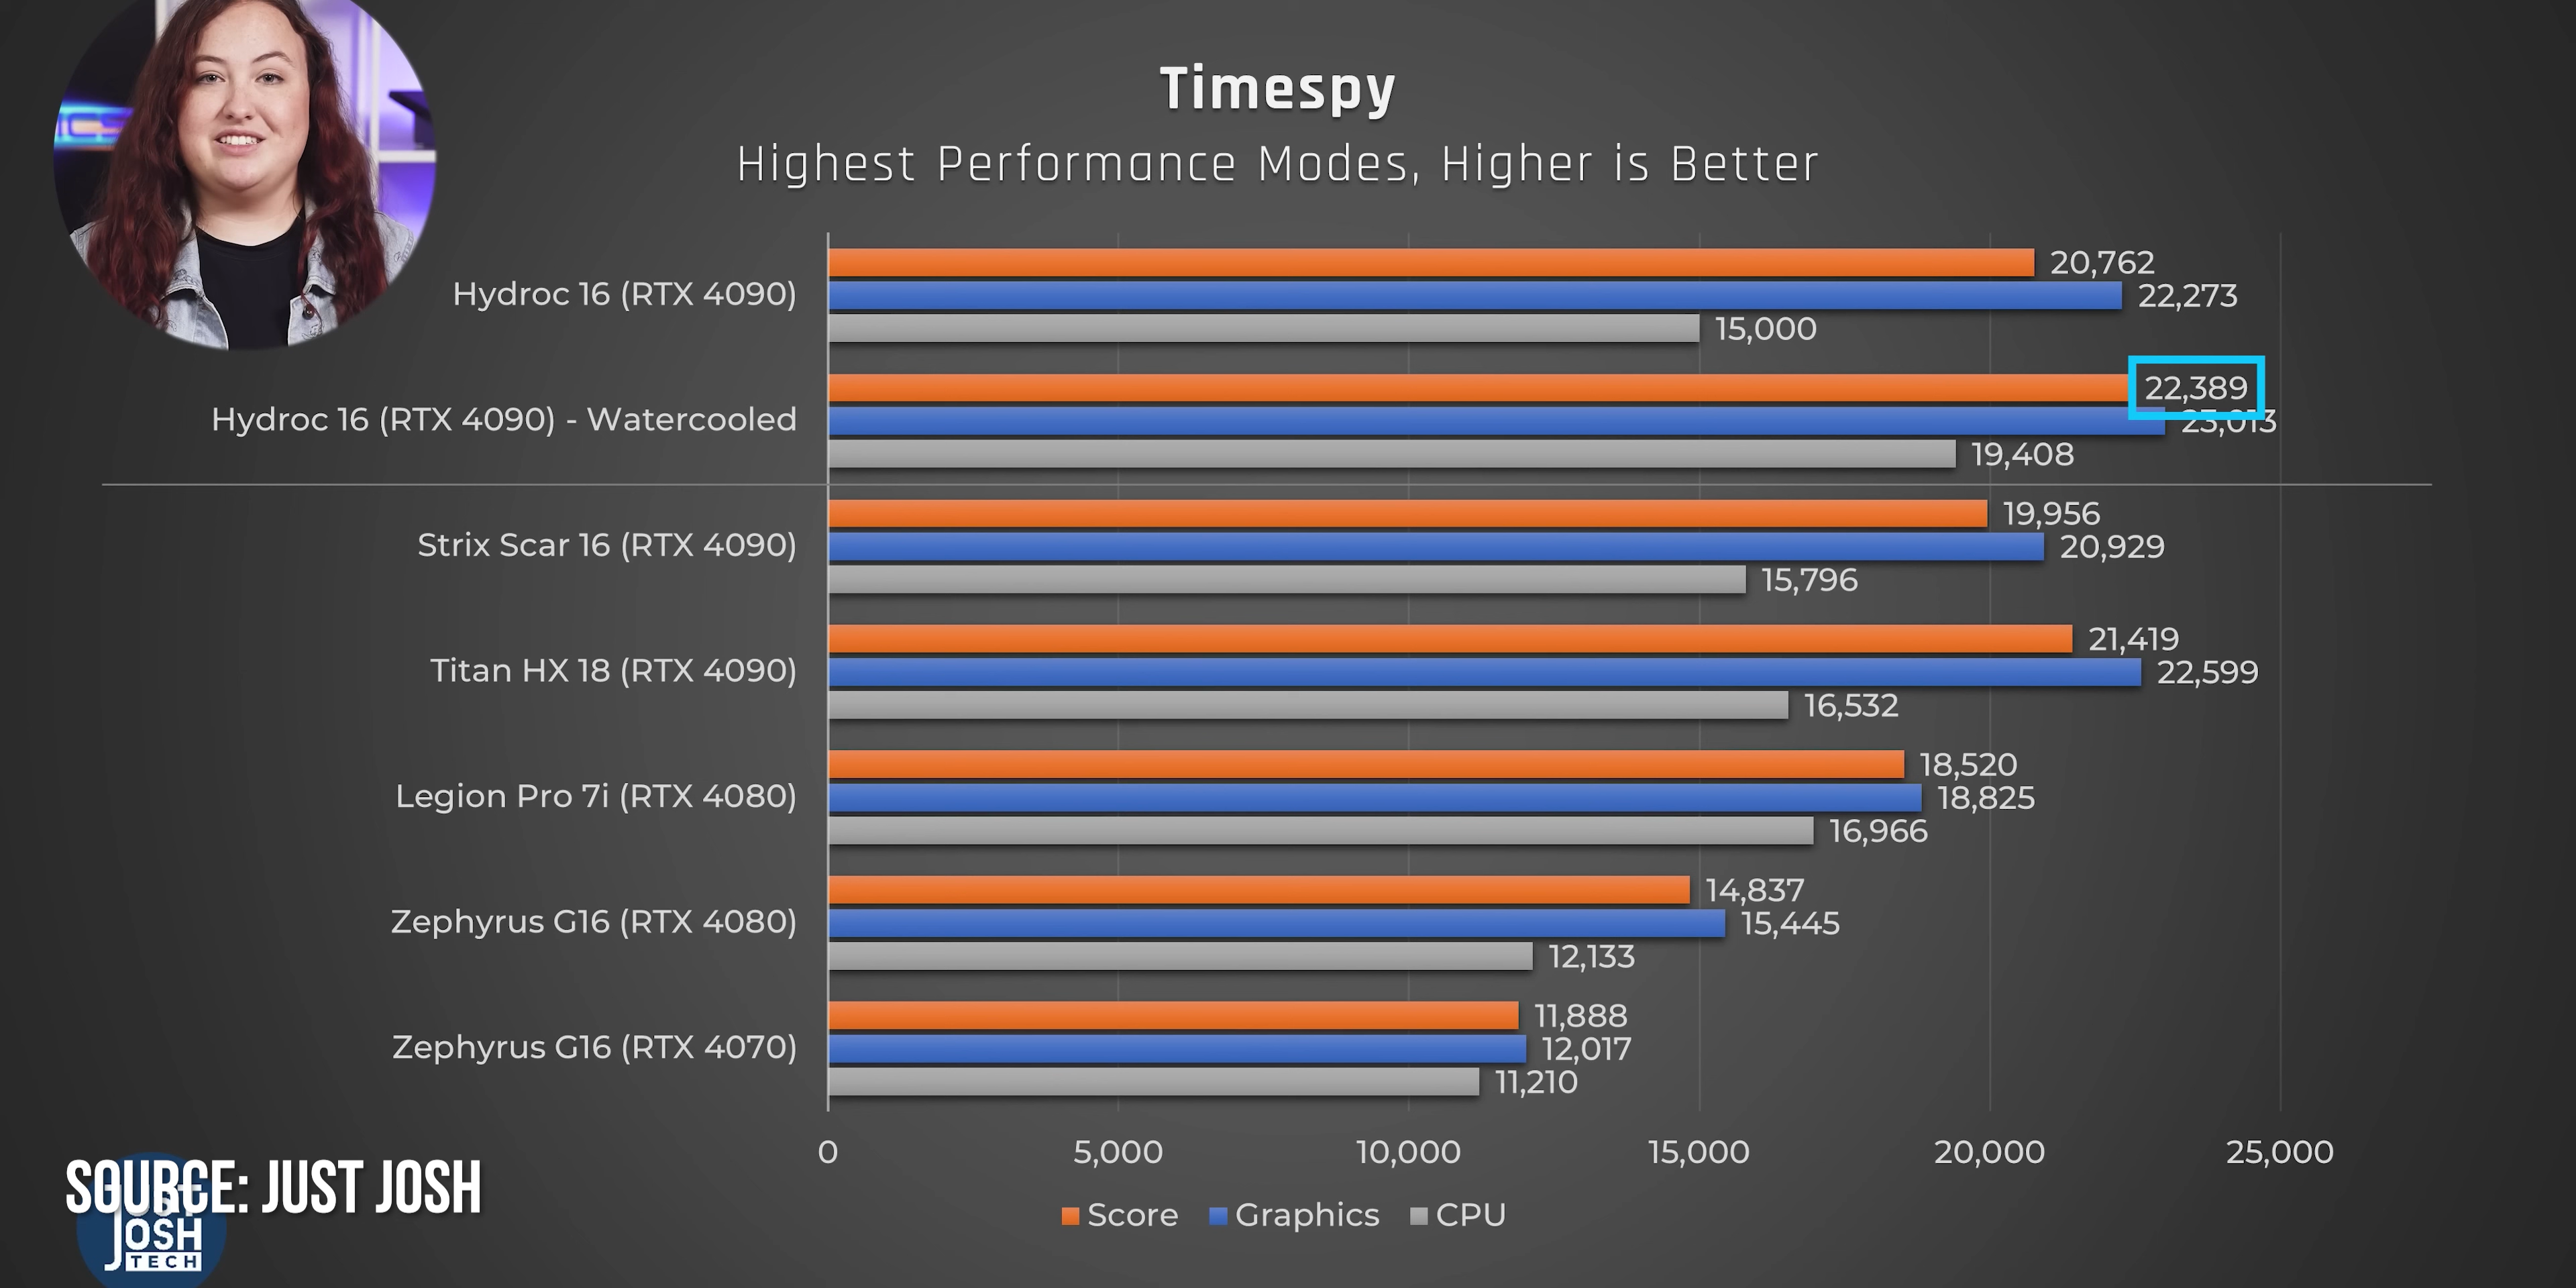 Timespy
Highest Performance Modes, Higher is Better
Hydroc 16 (RTX 4090)
20,762
22,273
15,000
Hydroc 16 (RTX 4090) - Watercooled
22,389
23,013
19,408
Strix Scar 16 (RTX 4090)
19,956
20,929
15,796
Titan HX 18 (RTX 4090)
21,419
22,599
16,532
Legion Pro 7i (RTX 4080)
18,520
18,825
16,966
Zephyrus G16 (RTX 4080)
14,837
15,445
12,133
Zephyrus G16 (RTX 4070)
11,888
12,017
11,210
0 5,000 10,000 15,000 20,000 25,000
Score Graphics CPU
SOURCE: JUST JOSH
JOSH
TECH